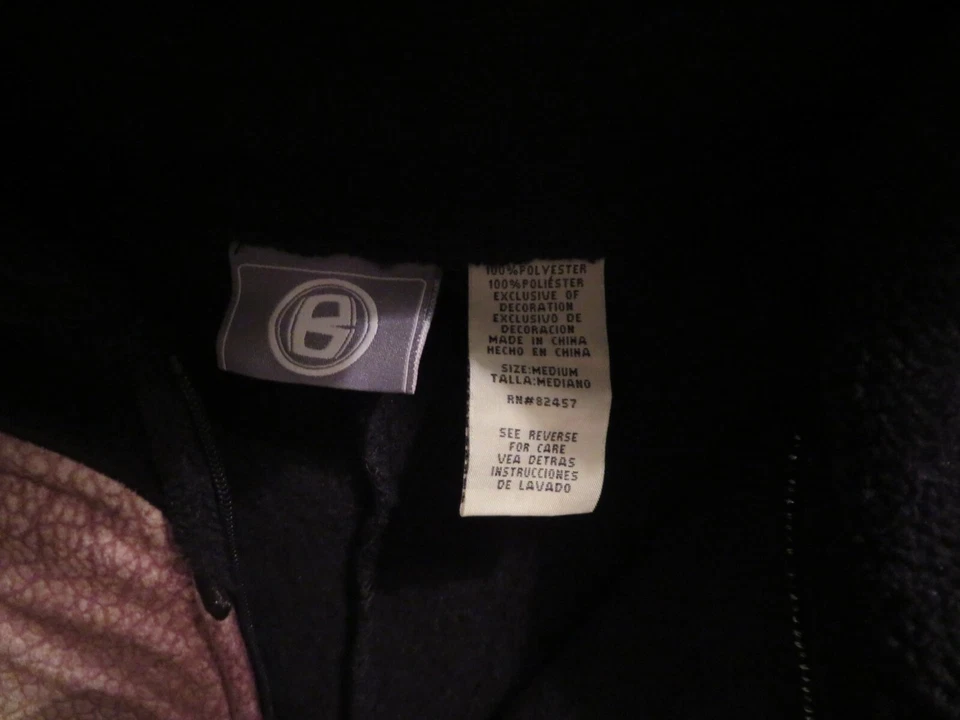 e
100%POLYESTER
100%POLIÉSTER
EXCLUSIVE OF
DECORATION
EXCLUSIVO DE
DECORACION
MADE IN CHINA
HECHO EN CHINA
SIZE:MEDIUM
TALLA:MEDIANO
RN#82457
SEE REVERSE
FOR CARE
VEA DETRAS
INSTRUCCIONES
DE LAVADO